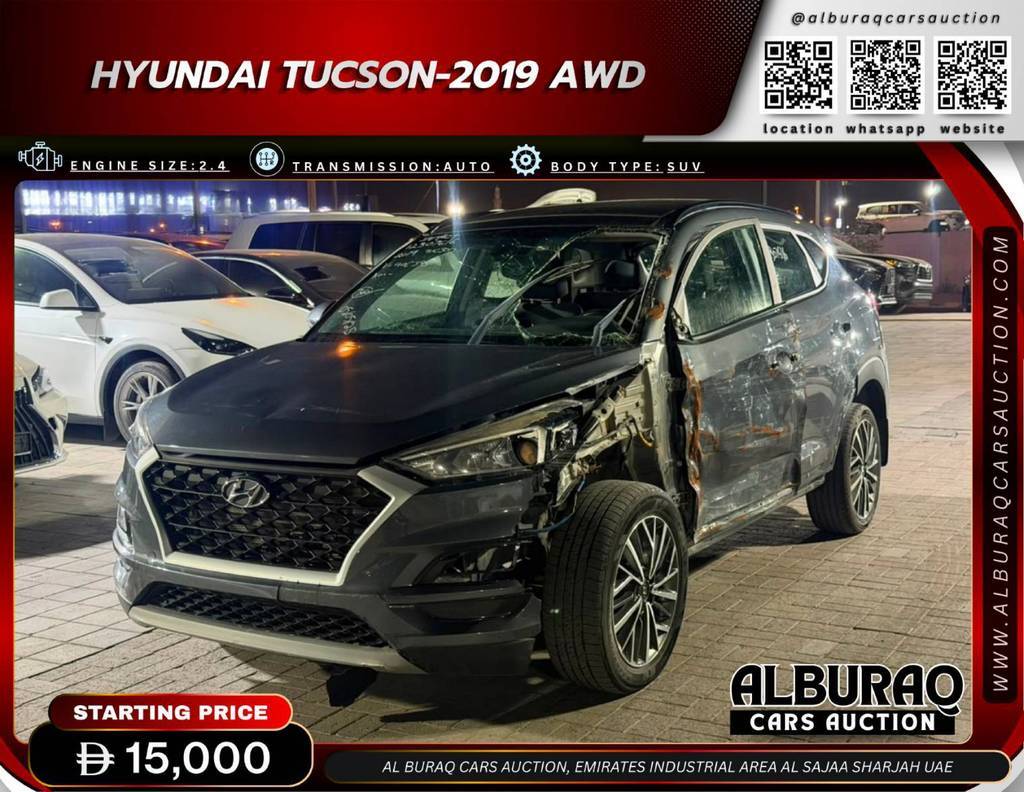 @alburaqcarsauction
HYUNDAI TUCSON-2019 AWD
location whatsapp website
ENGINE SIZE:2.4 TRANSMISSION:AUTO BODY TYPE: SUV
WWW.ALBURAQCARSAUCTION.COM
ALBURAQ
CARS AUCTION
STARTING PRICE
15,000
AL BURAQ CARS AUCTION, EMIRATES INDUSTRIAL AREA AL SAJAA SHARJAH UAE